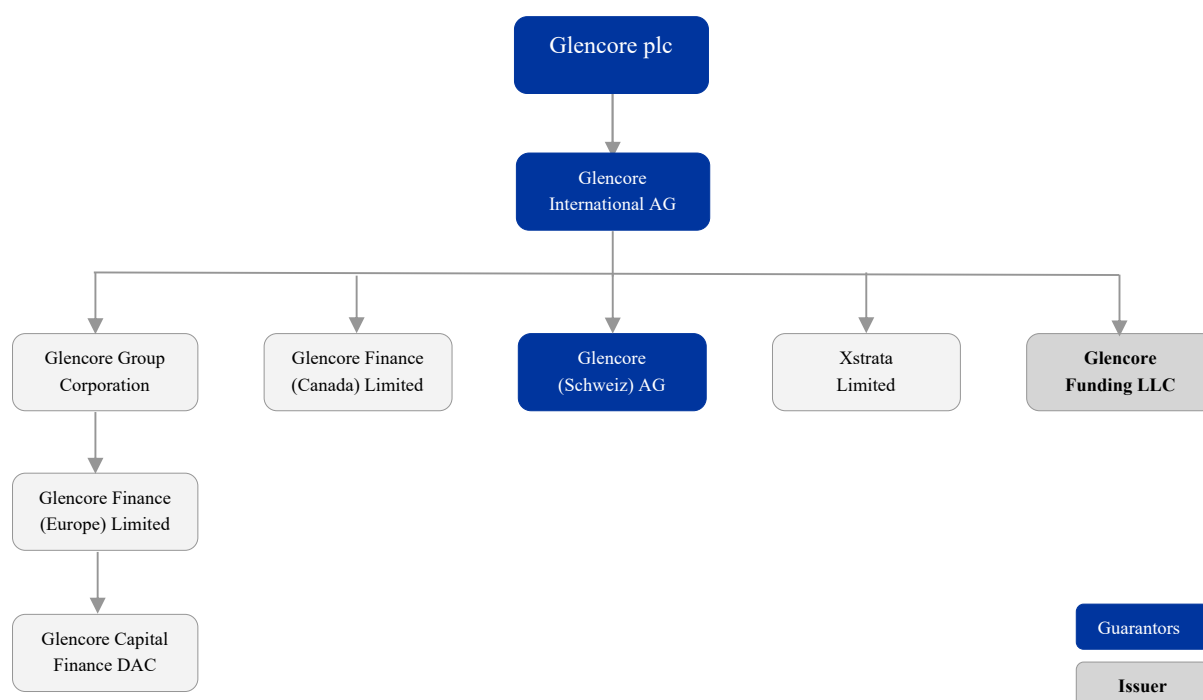 Glencore plc
Glencore
International AG
Glencore Group
Corporation
Glencore Finance
(Canada) Limited
Glencore
(Schweiz) AG
Xstrata
Limited
Glencore
Funding LLC
Glencore Finance
(Europe) Limited
Glencore Capital
Finance DAC
Guarantors
Issuer